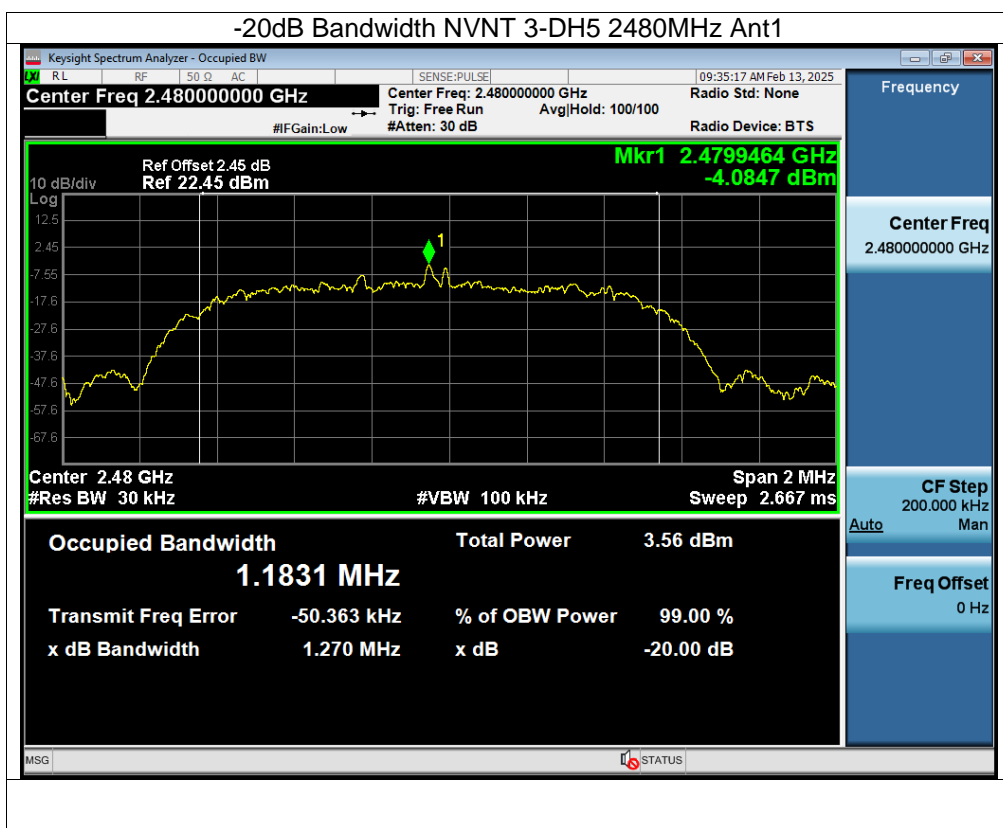 -20dB Bandwidth NVNT 3-DH5 2480MHz Ant1
Keysight Spectrum Analyzer - Occupied BW
LXI RL RF 50 Ω AC SENSE:PULSE 09:35:17 AM Feb 13, 2025
Center Freq 2.480000000 GHz Center Freq: 2.480000000 GHz Radio Std: None
Trig: Free Run Avg|Hold: 100/100
#IFGain:Low #Atten: 30 dB Radio Device: BTS
Frequency
Mkr1 2.4799464 GHz
-4.0847 dBm
Ref Offset 2.45 dB
10 dB/div Ref 22.45 dBm
Log
12.5
2.45
-7.55
-17.6
-27.6
-37.6
-47.6
-57.6
-67.6
1
Center 2.48 GHz Span 2 MHz
#Res BW 30 kHz #VBW 100 kHz Sweep 2.667 ms
Occupied Bandwidth Total Power 3.56 dBm
1.1831 MHz
Transmit Freq Error -50.363 kHz % of OBW Power 99.00 %
x dB Bandwidth 1.270 MHz x dB -20.00 dB
Center Freq
2.480000000 GHz
CF Step
200.000 kHz
Auto Man
Freq Offset
0 Hz
MSG STATUS